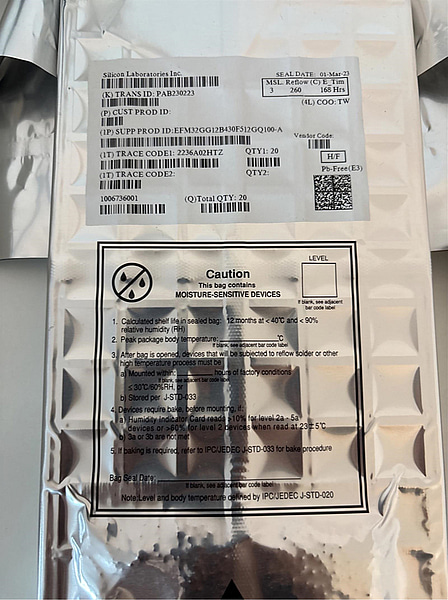 Silicon Laboratories Inc.
SEAL DATE: 01-Mar-23
MSL. Reflow (C) E_Tim
3 260 168 Hrs
(K) TRANS ID: PAB230223
(4L) COO: TW
(P) CUST PROD ID:
(1P) SUPP PROD ID:EFM32GG12B430F512GQ100-A
Vendor Code:
(1T) TRACE CODE1: 2236A02HTZ
QTY1: 20
H/F
(1T) TRACE CODE2:
QTY2:
Pb-Free(E3)
1006736001
(Q)Total QTY: 20
LEVEL
Caution
This bag contains
MOISTURE-SENSITIVE DEVICES
If blank, see adjacent
bar code label
1. Calculated shelf life in sealed bag: 12 months at < 40°C and < 90%
relative humidity (RH)
2. Peak package body temperature: °C
If blank, see adjacent bar code label
3. After bag is opened, devices that will be subjected to reflow solder or other
high temperature process must be
a) Mounted within: hours of factory conditions
If blank, see adjacent bar code label
≤ 30°C/60%RH, or
b) Stored per J-STD-033
4. Devices require bake, before mounting, if:
a) Humidity Indicator Card reads >10% for level 2a - 5a
devices or >60% for level 2 devices when read at 23±5°C
b) 3a or 3b are not met
5. If baking is required, refer to IPC/JEDEC J-STD-033 for bake procedure
Bag Seal Date:
If blank, see adjacent bar code label
Note:Level and body temperature defined by IPC/JEDEC J-STD-020